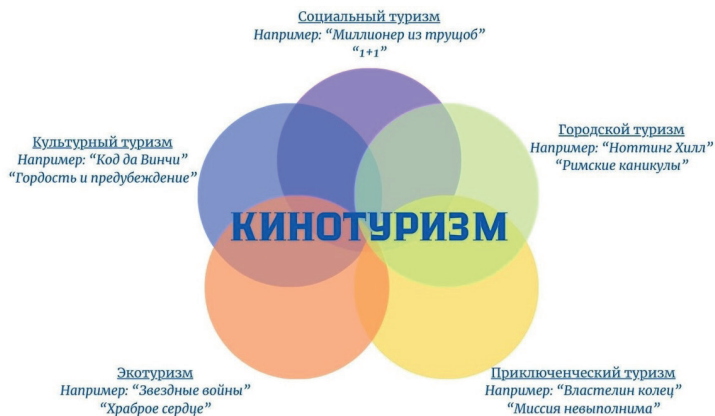 Социальный туризм
Например: “Миллионер из трущоб”
“1+1”
Культурный туризм
Например: “Код да Винчи”
“Гордость и предубеждение”
Городской туризм
Например: “Ноттинг Хилл”
“Римские каникулы”
КИНОТУРИЗМ
Экотуризм
Например: “Звездные войны”
“Храброе сердце”
Приключенческий туризм
Например: “Властелин колец”
“Миссия невыполнима”